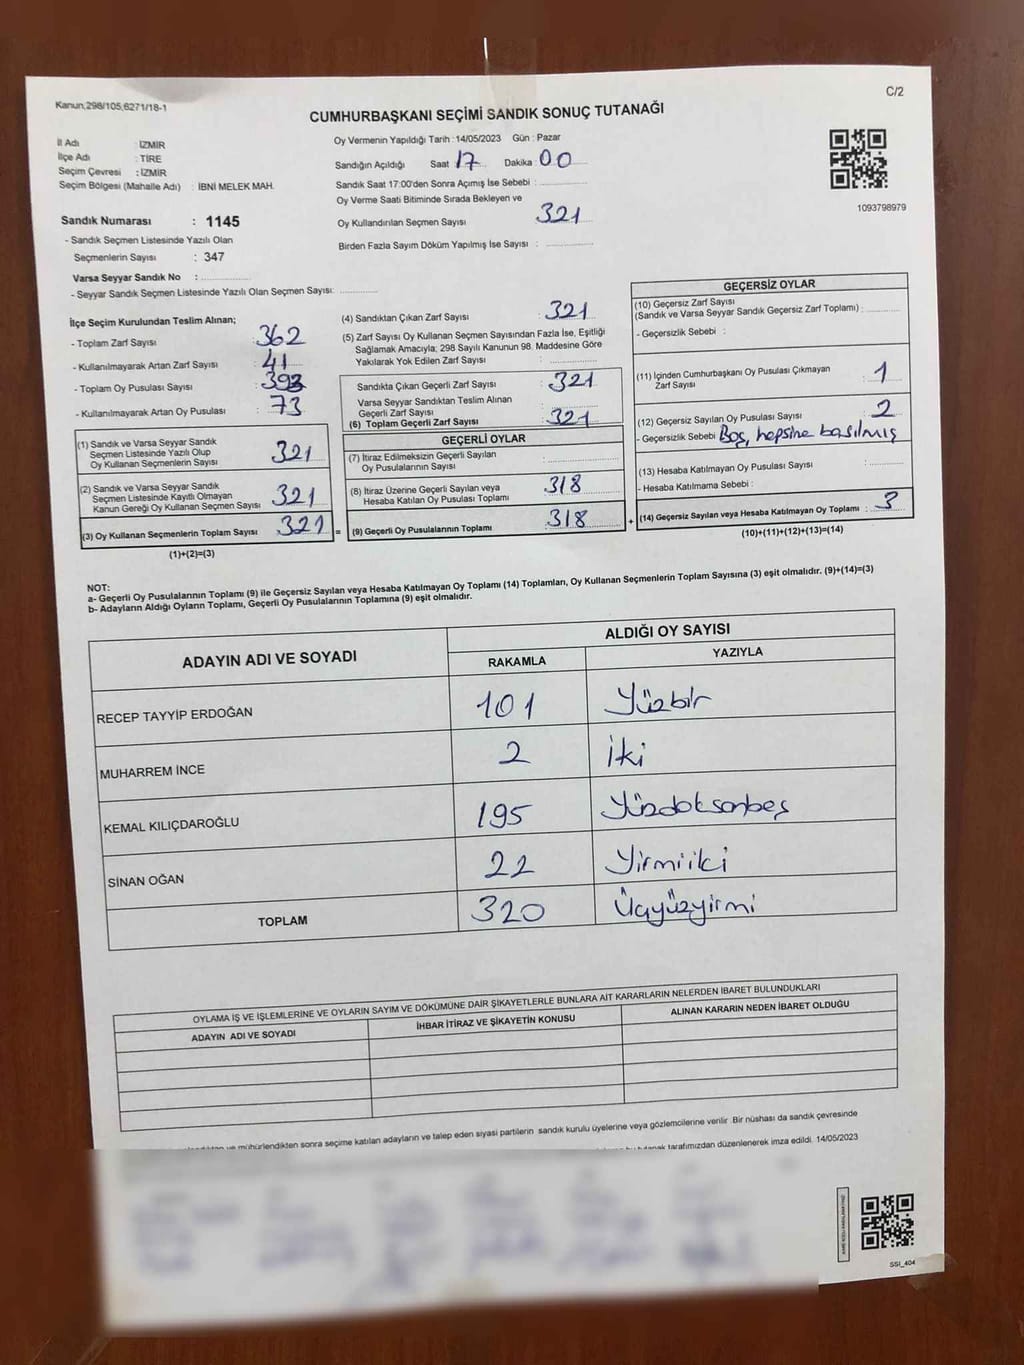 Kanun;298/105,6271/18-1
C/2
CUMHURBAŞKANI SEÇİMİ SANDIK SONUÇ TUTANAĞI
İl Adı : İZMİR
İlçe Adı : TİRE
Seçim Çevresi : İZMİR
Seçim Bölgesi (Mahalle Adı) : İBNİ MELEK MAH.
Sandık Numarası : 1145
- Sandık Seçmen Listesinde Yazılı Olan
Seçmenlerin Sayısı : 347
Varsa Seyyar Sandık No :
- Seyyar Sandık Seçmen Listesinde Yazılı Olan Seçmen Sayısı:
Oy Vermenin Yapıldığı Tarih : 14/05/2023 Gün : Pazar
Sandığın Açıldığı Saat 17 Dakika 00
Sandık Saat 17:00'den Sonra Açımış İse Sebebi :
Oy Verme Saati Bitiminde Sırada Bekleyen ve
Oy Kullandırılan Seçmen Sayısı 321
Birden Fazla Sayım Döküm Yapılmış İse Sayısı :
1093798979
İlçe Seçim Kurulundan Teslim Alınan;
- Toplam Zarf Sayısı : 362
- Kullanılmayarak Artan Zarf Sayısı : 41
- Toplam Oy Pusulası Sayısı : 393
- Kullanılmayarak Artan Oy Pusulası : 73
(1) Sandık ve Varsa Seyyar Sandık
Seçmen Listesinde Yazılı Olup
Oy Kullanan Seçmenlerin Sayısı : 321
(2) Sandık ve Varsa Seyyar Sandık
Seçmen Listesinde Kayıtlı Olmayan
Kanun Gereği Oy Kullanan Seçmen Sayısı : 321
(3) Oy Kullanan Seçmenlerin Toplam Sayısı : 321 =
(1)+(2)=(3)
(4) Sandıktan Çıkan Zarf Sayısı : 321
(5) Zarf Sayısı Oy Kullanan Seçmen Sayısından Fazla İse, Eşitliği
Sağlamak Amacıyla; 298 Sayılı Kanunun 98. Maddesine Göre
Yakılarak Yok Edilen Zarf Sayısı :
Sandıkta Çıkan Geçerli Zarf Sayısı : 321
Varsa Seyyar Sandıktan Teslim Alınan
Geçerli Zarf Sayısı
(6) Toplam Geçerli Zarf Sayısı : 321
GEÇERLİ OYLAR
(7) İtiraz Edilmeksizin Geçerli Sayılan
Oy Pusulalarının Sayısı :
(8) İtiraz Üzerine Geçerli Sayılan veya
Hesaba Katılan Oy Pusulası Toplamı : 318
(9) Geçerli Oy Pusulalarının Toplamı : 318 +
GEÇERSİZ OYLAR
(10) Geçersiz Zarf Sayısı
(Sandık ve Varsa Seyyar Sandık Geçersiz Zarf Toplamı) :
- Geçersizlik Sebebi :
(11) İçinden Cumhurbaşkanı Oy Pusulası Çıkmayan
Zarf Sayısı : 1
(12) Geçersiz Sayılan Oy Pusulası Sayısı : 2
- Geçersizlik Sebebi Boş, hepsine basılmış
(13) Hesaba Katılmayan Oy Pusulası Sayısı :
- Hesaba Katılmama Sebebi :
(14) Geçersiz Sayılan veya Hesaba Katılmayan Oy Toplamı : 3
(10)+(11)+(12)+(13)=(14)
NOT:
a- Geçerli Oy Pusulalarının Toplamı (9) ile Geçersiz Sayılan veya Hesaba Katılmayan Oy Toplamı (14) Toplamları, Oy Kullanan Seçmenlerin Toplam Sayısına (3) eşit olmalıdır. (9)+(14)=(3)
b- Adayların Aldığı Oyların Toplamı, Geçerli Oy Pusulalarının Toplamına (9) eşit olmalıdır.
ADAYIN ADI VE SOYADI
ALDIĞI OY SAYISI
RAKAMLA YAZIYLA
RECEP TAYYİP ERDOĞAN 101 Yüzbir
MUHARREM İNCE 2 İki
KEMAL KILIÇDAROĞLU 195 Yüzdoksanbeş
SİNAN OĞAN 22 Yirmiiki
TOPLAM 320 Üçyüzyirmi
OYLAMA İŞ VE İŞLEMLERİNE VE OYLARIN SAYIM VE DÖKÜMÜNE DAİR ŞİKAYETLERLE BUNLARA AİT KARARLARIN NELERDEN İBARET BULUNDUKLARI
ADAYIN ADI VE SOYADI İHBAR İTİRAZ VE ŞİKAYETİN KONUSU ALINAN KARARIN NEDEN İBARET OLDUĞU
ve mühürlendikten sonra seçime katılan adayların ve talep eden siyasi partilerin sandık kurulu üyelerine veya gözlemcilerine verilir. Bir nüshası da sandık çevresinde
tutanak tarafımızdan düzenlenerek imza edildi. 14/05/2023
SSI_404